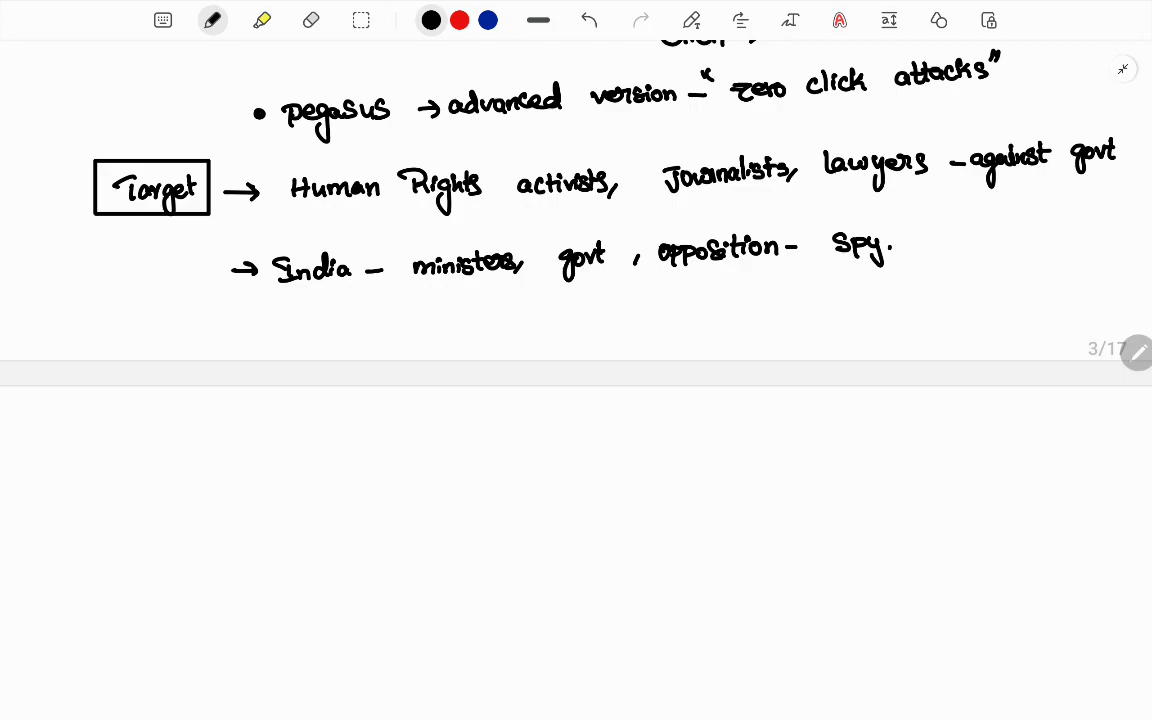 • pegasus → advanced version – "zero click attacks"
Target → Human Rights activists, Journalists, lawyers – against govt
→ India – ministers, govt, opposition – spy.
3/17